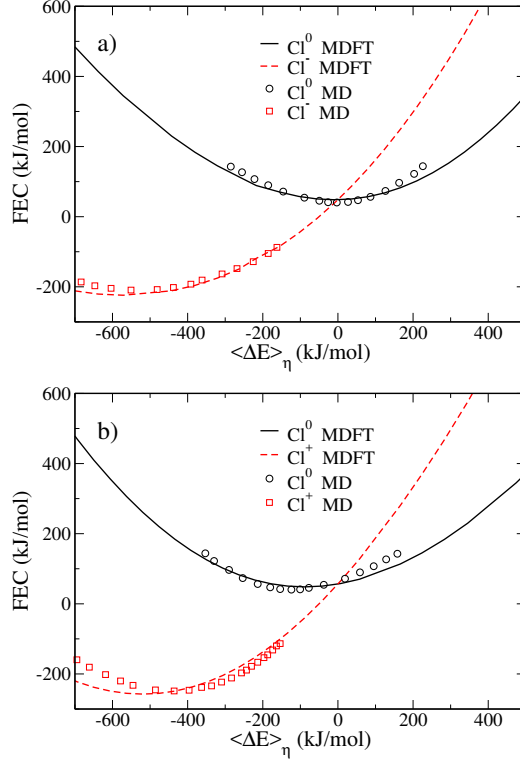 a)
Cl⁰ MDFT
Cl⁻ MDFT
Cl⁰ MD
Cl⁻ MD
600
400
200
0
-200
FEC (kJ/mol)
-600 -400 -200 0 200 400
<ΔE>η (kJ/mol)
b)
Cl⁰ MDFT
Cl⁺ MDFT
Cl⁰ MD
Cl⁺ MD
600
400
200
0
-200
FEC (kJ/mol)
-600 -400 -200 0 200 400
<ΔE>η (kJ/mol)